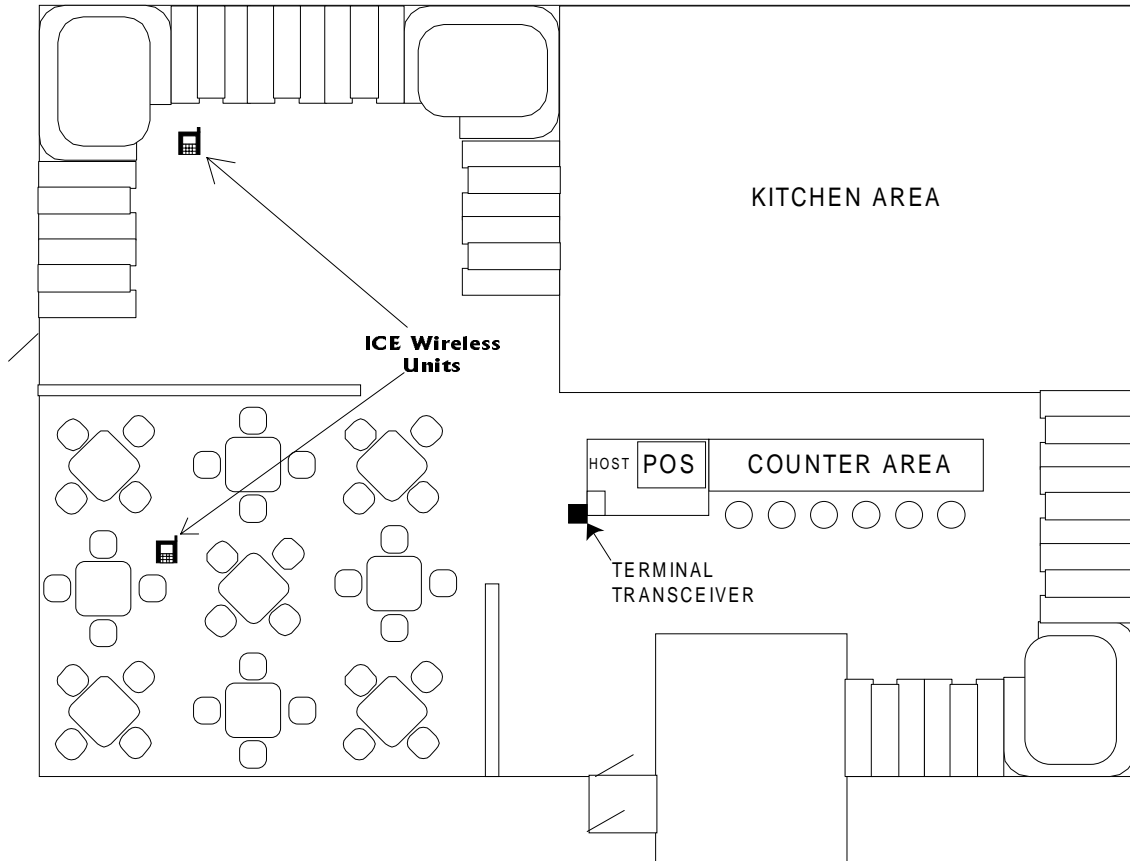 KITCHEN AREA
ICE Wireless
Units
HOST
POS
COUNTER AREA
TERMINAL
TRANSCEIVER